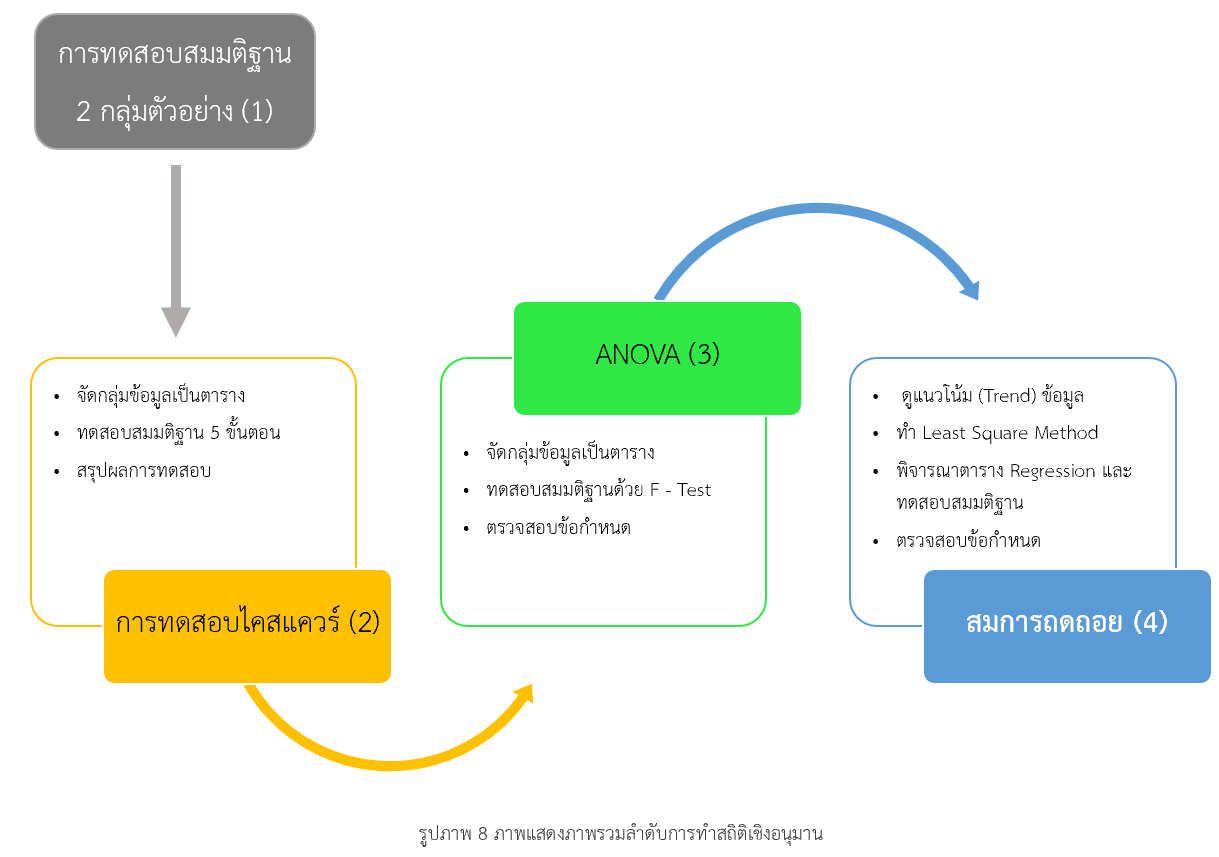 การทดสอบสมมติฐาน
2 กลุ่มตัวอย่าง (1)
• จัดกลุ่มข้อมูลเป็นตาราง
• ทดสอบสมมติฐาน 5 ขั้นตอน
• สรุปผลการทดสอบ
การทดสอบไคสแควร์ (2)
ANOVA (3)
• จัดกลุ่มข้อมูลเป็นตาราง
• ทดสอบสมมติฐานด้วย F - Test
• ตรวจสอบข้อกำหนด
• ดูแนวโน้ม (Trend) ข้อมูล
• ทำ Least Square Method
• พิจารณาตาราง Regression และ
ทดสอบสมมติฐาน
• ตรวจสอบข้อกำหนด
สมการถดถอย (4)
รูปภาพ 8 ภาพแสดงภาพรวมลำดับการทำสถิติเชิงอนุมาน